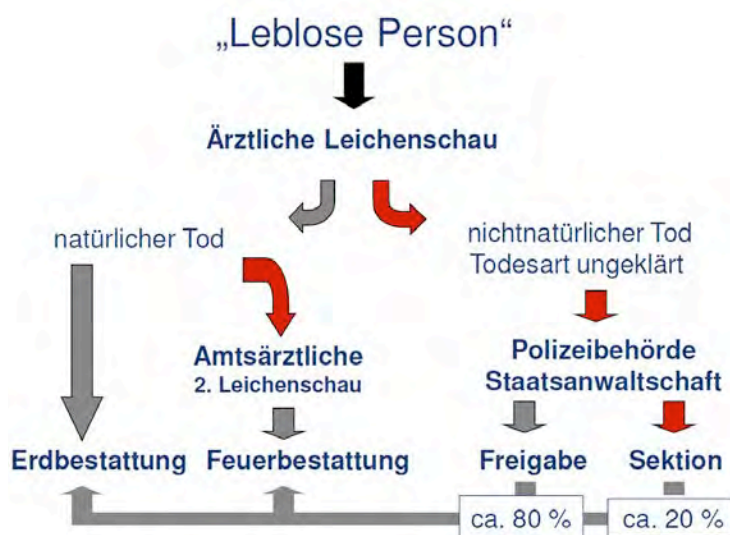 „Leblose Person“
Ärztliche Leichenschau
natürlicher Tod
nichtnatürlicher Tod
Todesart ungeklärt
Amtsärztliche
2. Leichenschau
Polizeibehörde
Staatsanwaltschaft
Erdbestattung
Feuerbestattung
Freigabe
Sektion
ca. 80 %
ca. 20 %